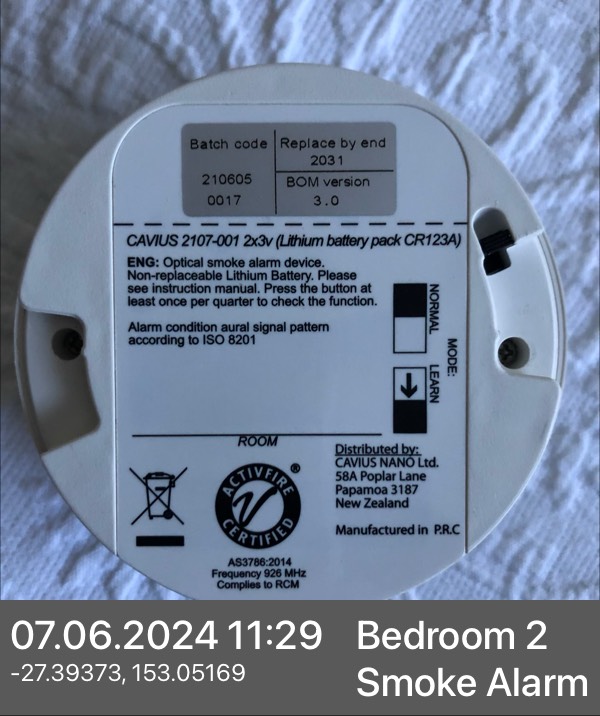 Batch code
210605
0017
Replace by end
2031
BOM version
3.0
CAVIUS 2107-001 2x3v (Lithium battery pack CR123A)
ENG: Optical smoke alarm device.
Non-replaceable Lithium Battery. Please
see instruction manual. Press the button at
least once per quarter to check the function.
Alarm condition aural signal pattern
according to ISO 8201
NORMAL
MODE:
LEARN
ROOM
ACTIVFIRE
®
CERTIFIED
Distributed by:
CAVIUS NANO Ltd.
58A Poplar Lane
Papamoa 3187
New Zealand
Manufactured in P.R.C
AS3786:2014
Frequency 926 MHz
Complies to RCM
07.06.2024 11:29
-27.39373, 153.05169
Bedroom 2
Smoke Alarm